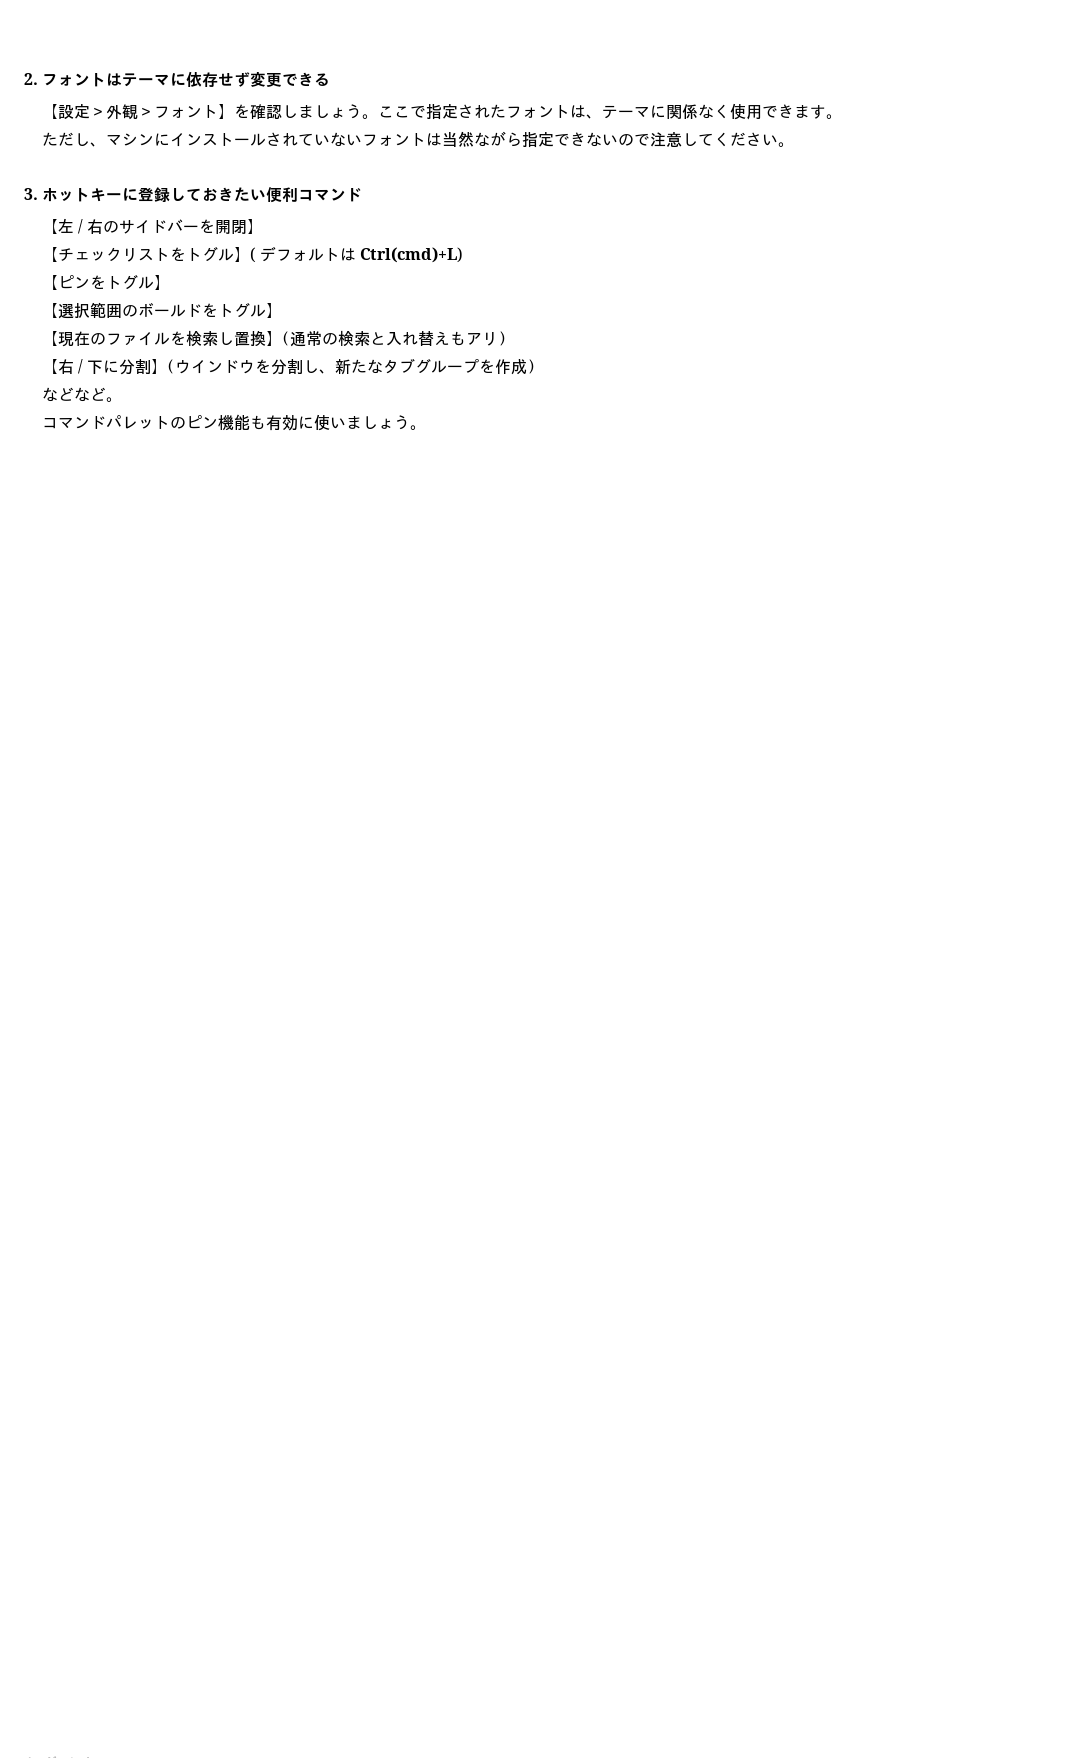 2. フォントはテーマに依存せず変更できる
【設定 > 外観 > フォント】を確認しましょう。ここで指定されたフォントは、テーマに関係なく使用できます。
ただし、マシンにインストールされていないフォントは当然ながら指定できないので注意してください。
3. ホットキーに登録しておきたい便利コマンド
【左 / 右のサイドバーを開閉】
【チェックリストをトグル】( デフォルトは Ctrl(cmd)+L)
【ピンをトグル】
【選択範囲のボールドをトグル】
【現在のファイルを検索し置換】(通常の検索と入れ替えもアリ)
【右 / 下に分割】(ウインドウを分割し、新たなタブグループを作成)
などなど。
コマンドパレットのピン機能も有効に使いましょう。